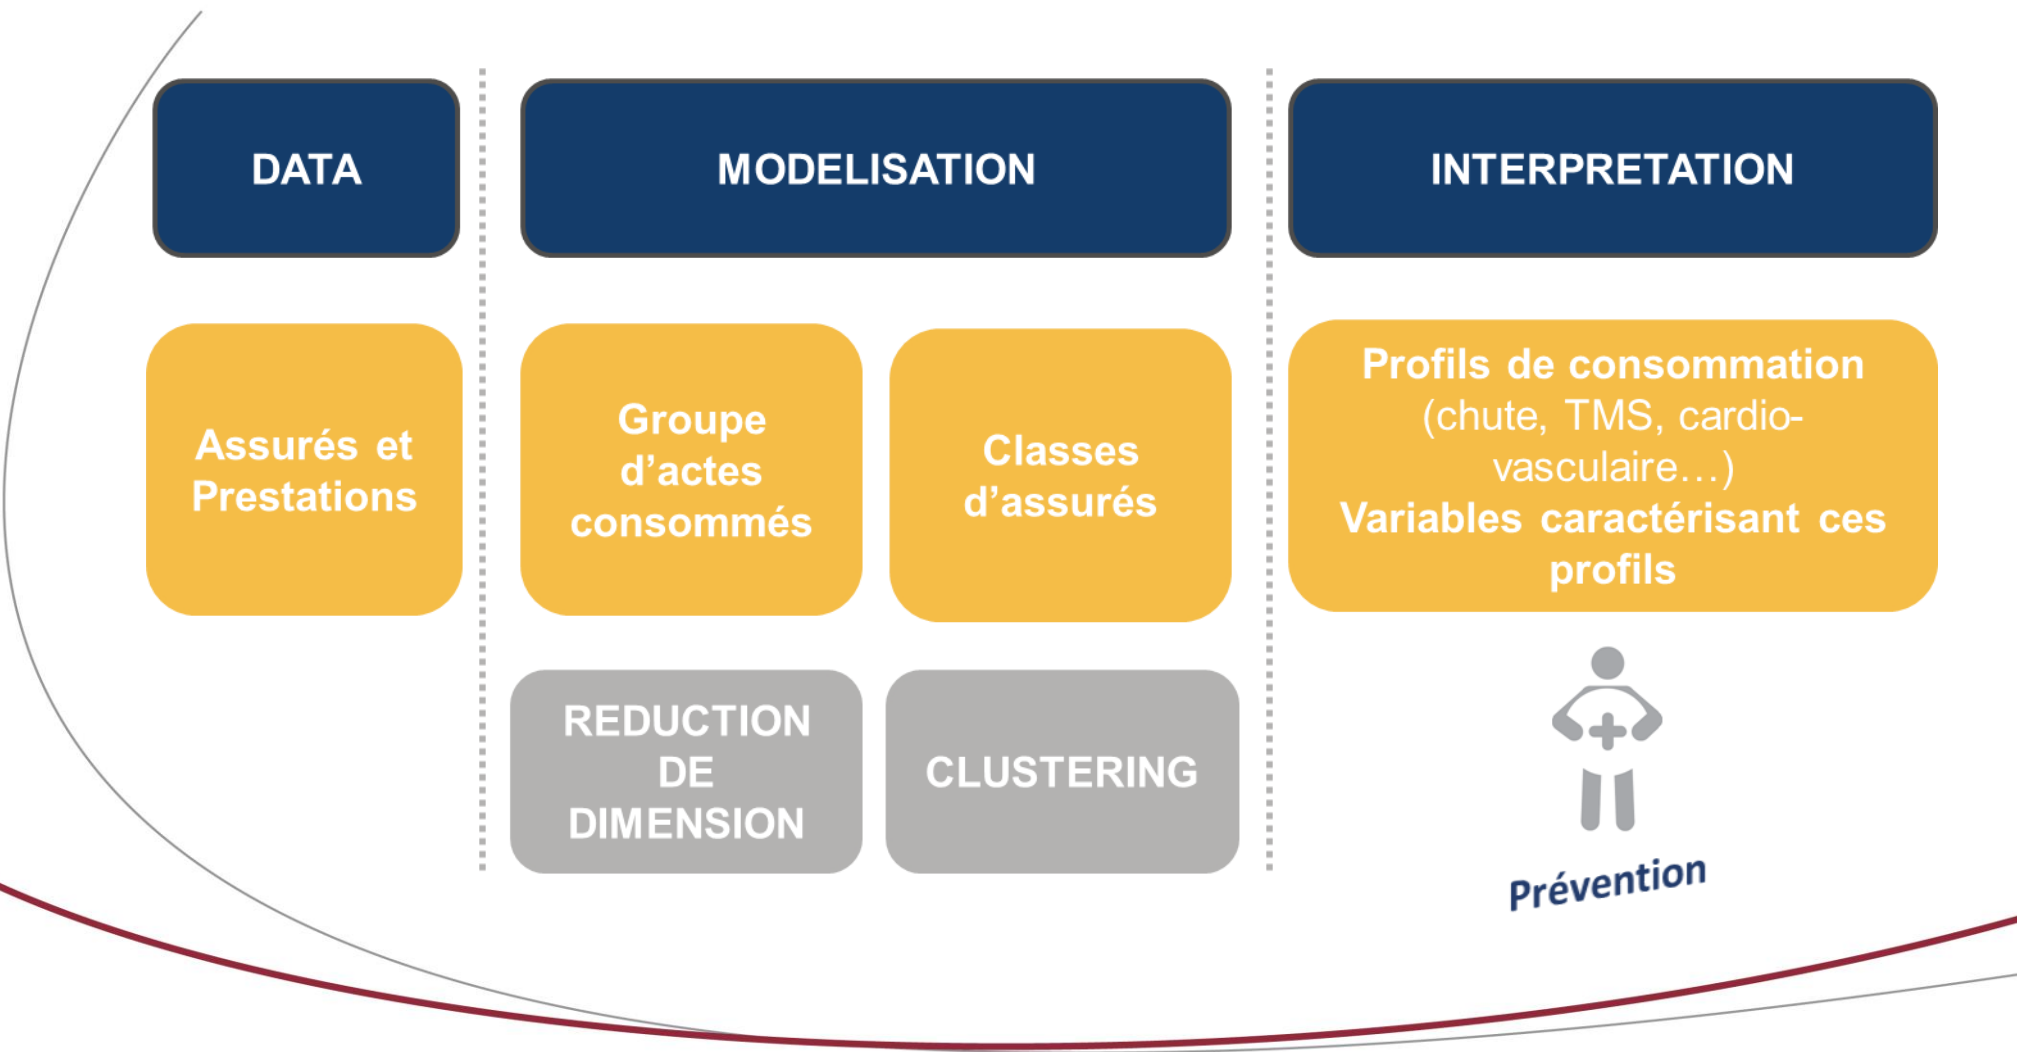 DATA
MODELISATION
INTERPRETATION
Assurés et
Prestations
Groupe
d’actes
consommés
Classes
d’assurés
Profils de consommation
(chute, TMS, cardio-
vasculaire…)
Variables caractérisant ces
profils
REDUCTION
DE
DIMENSION
CLUSTERING
Prévention